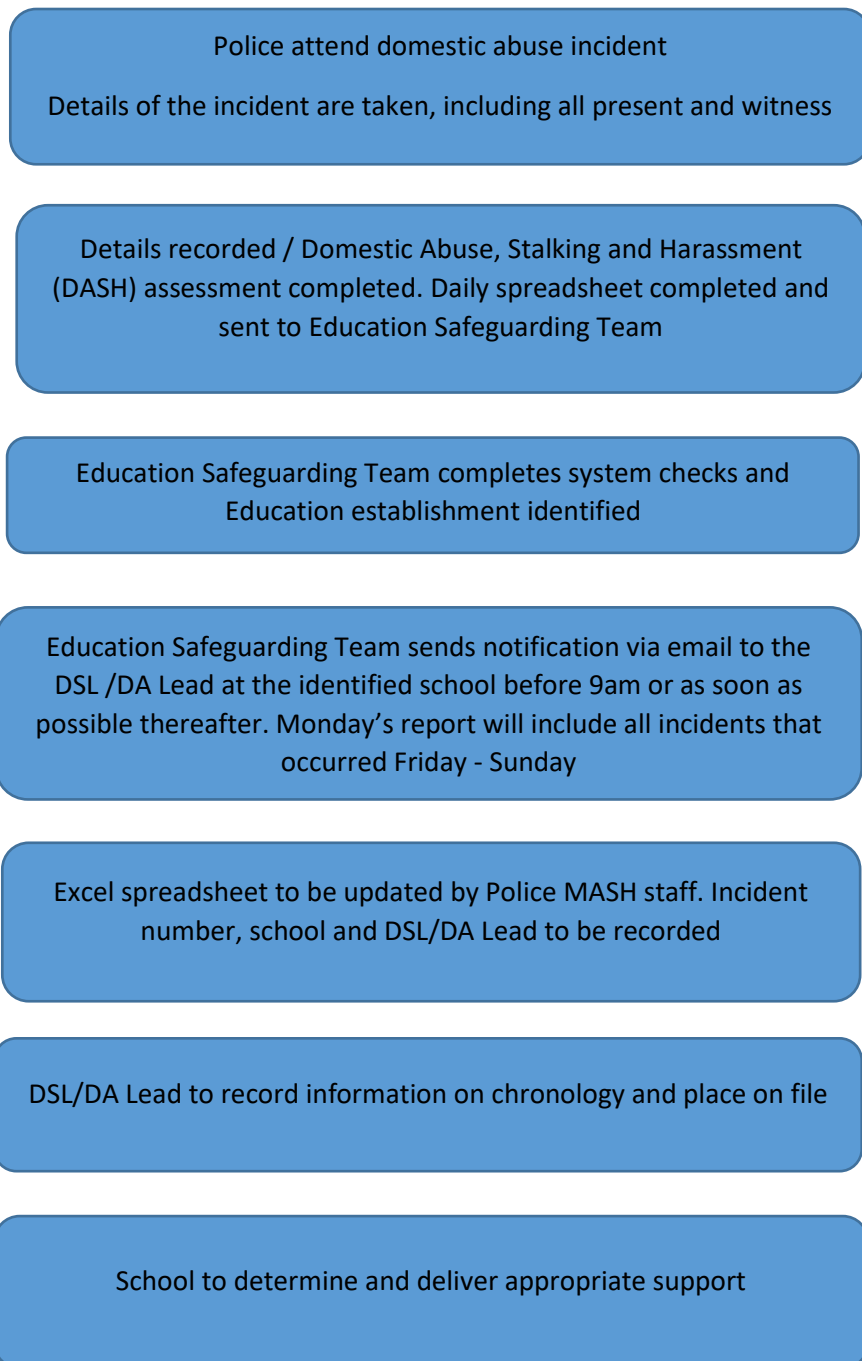 Police attend domestic abuse incident
Details of the incident are taken, including all present and witness
Details recorded / Domestic Abuse, Stalking and Harassment
(DASH) assessment completed. Daily spreadsheet completed and
sent to Education Safeguarding Team
Education Safeguarding Team completes system checks and
Education establishment identified
Education Safeguarding Team sends notification via email to the
DSL /DA Lead at the identified school before 9am or as soon as
possible thereafter. Monday’s report will include all incidents that
occurred Friday - Sunday
Excel spreadsheet to be updated by Police MASH staff. Incident
number, school and DSL/DA Lead to be recorded
DSL/DA Lead to record information on chronology and place on file
School to determine and deliver appropriate support